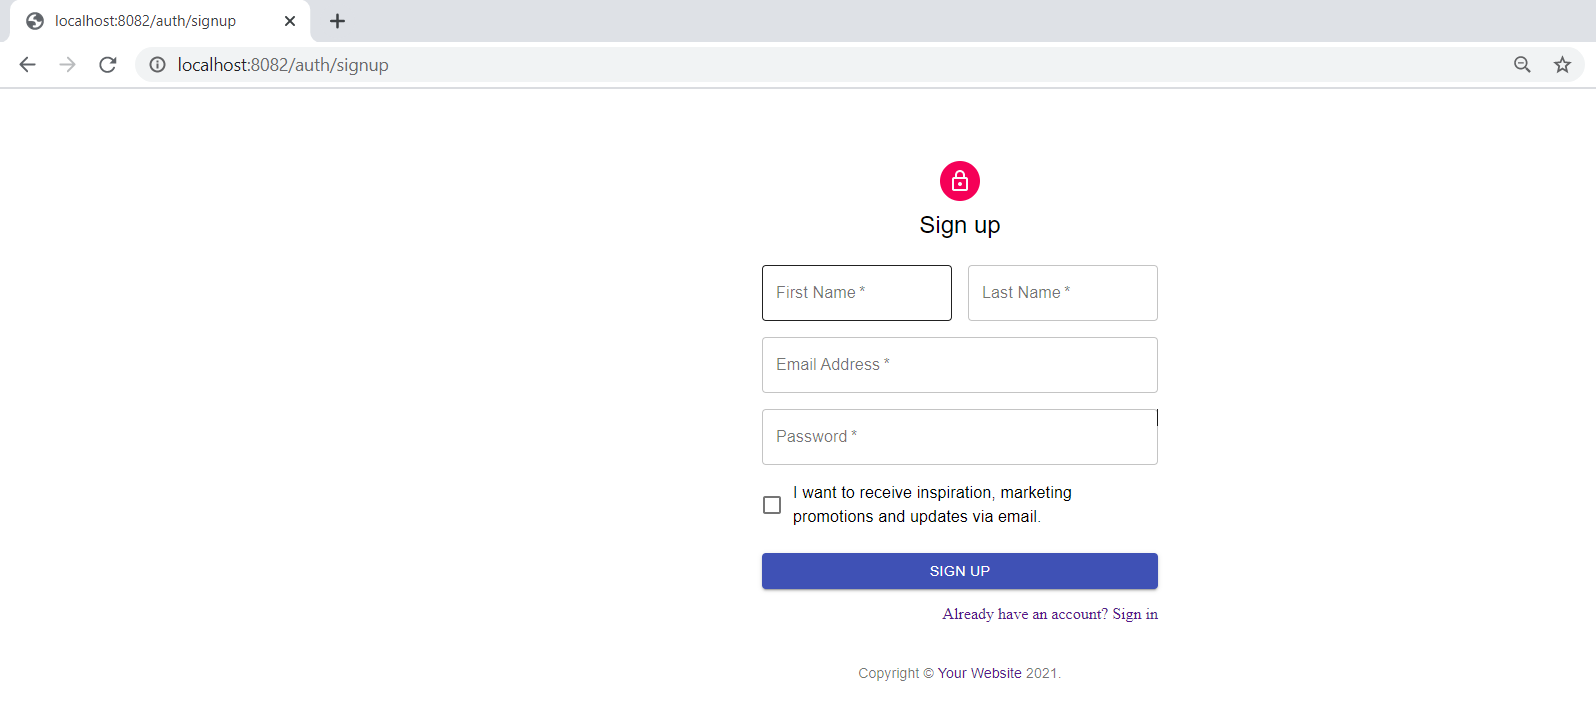 localhost:8082/auth/signup
localhost:8082/auth/signup
Sign up
First Name *
Last Name *
Email Address *
Password *
I want to receive inspiration, marketing
promotions and updates via email.
SIGN UP
Already have an account? Sign in
Copyright © Your Website 2021.